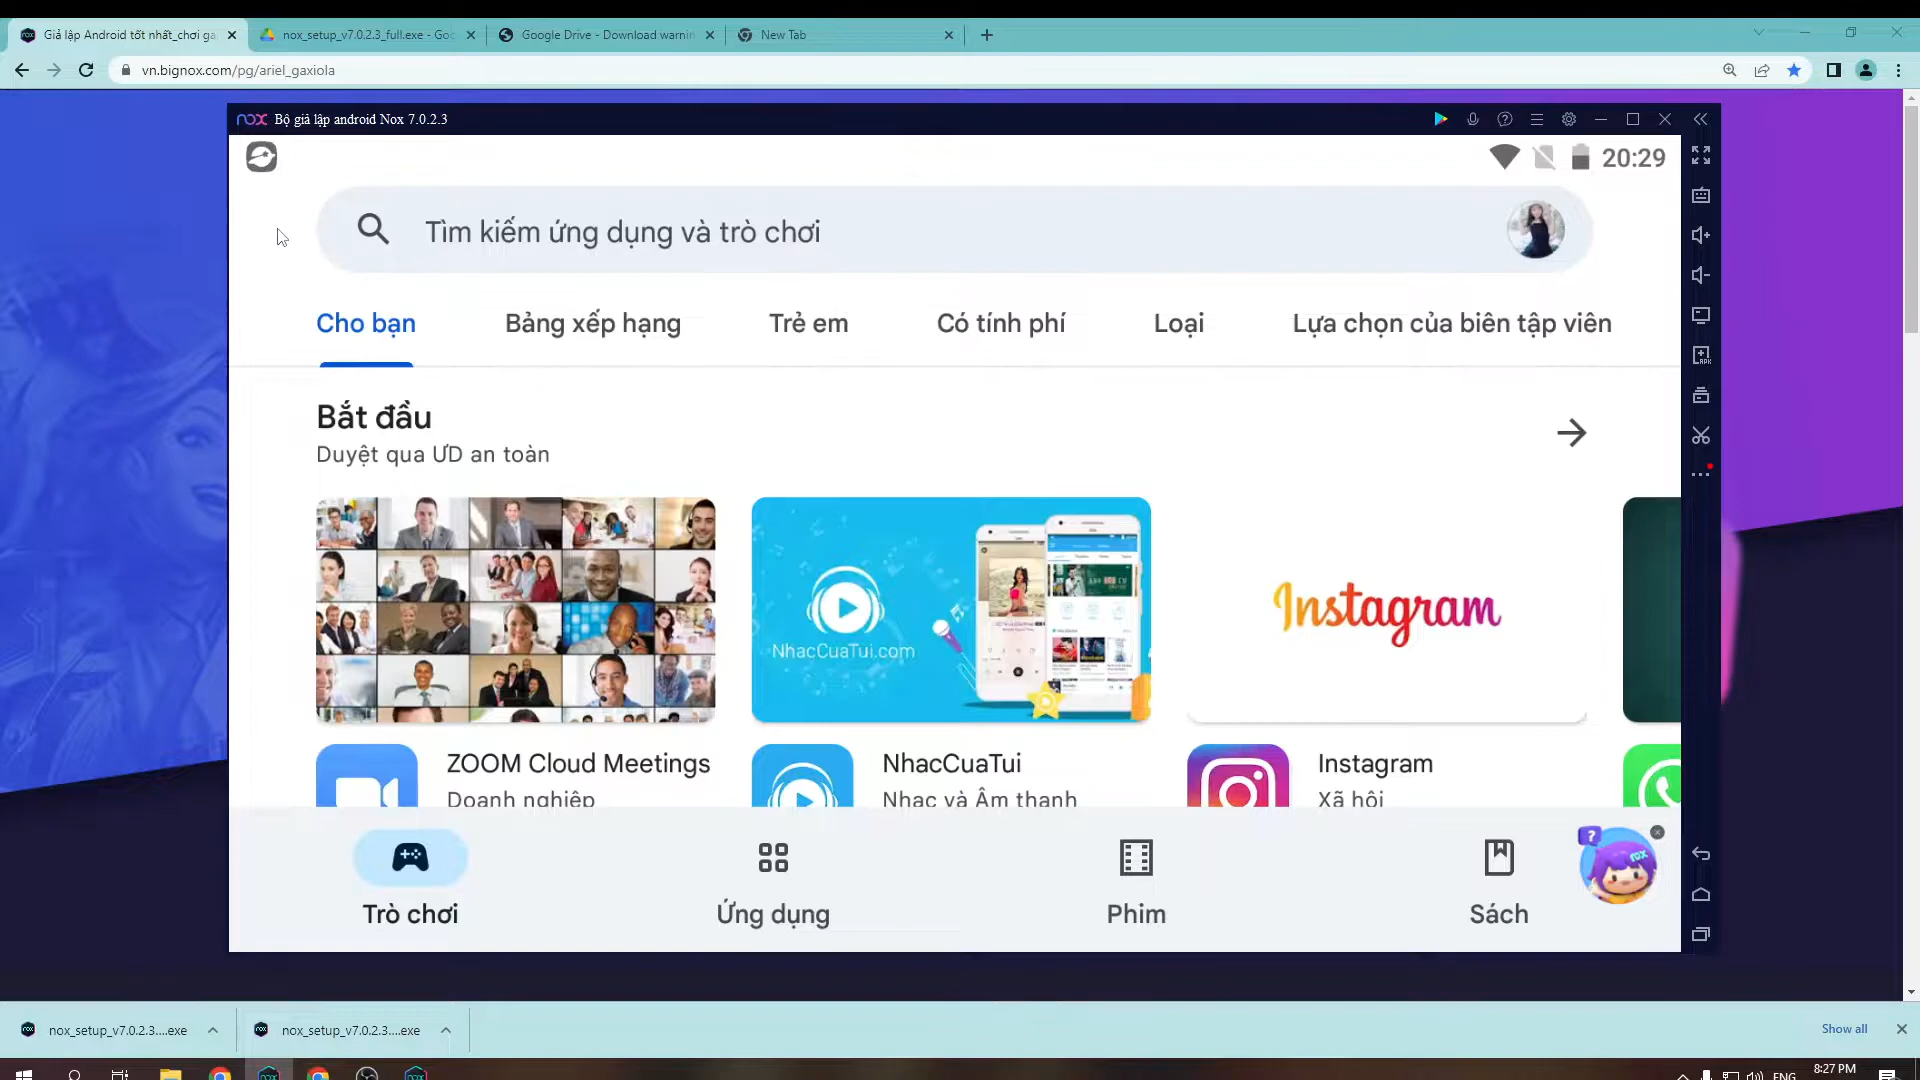 Giả lập Android tốt nhất_chơi ga
nox_setup_v7.0.2.3_full.exe - Goo
Google Drive - Download warnin
New Tab
vn.bignox.com/pg/ariel_gaxiola
nox Bộ giả lập android Nox 7.0.2.3
20:29
Tìm kiếm ứng dụng và trò chơi
Cho bạn
Bảng xếp hạng
Trẻ em
Có tính phí
Loại
Lựa chọn của biên tập viên
Bắt đầu
Duyệt qua ƯD an toàn
NhacCuaTui.com
Instagram
ZOOM Cloud Meetings
Doanh nghiệp
NhacCuaTui
Nhạc và Âm thanh
Instagram
Xã hội
Trò chơi
Ứng dụng
Phim
Sách
nox_setup_v7.0.2.3....exe
nox_setup_v7.0.2.3....exe
Show all
ENG
8:27 PM